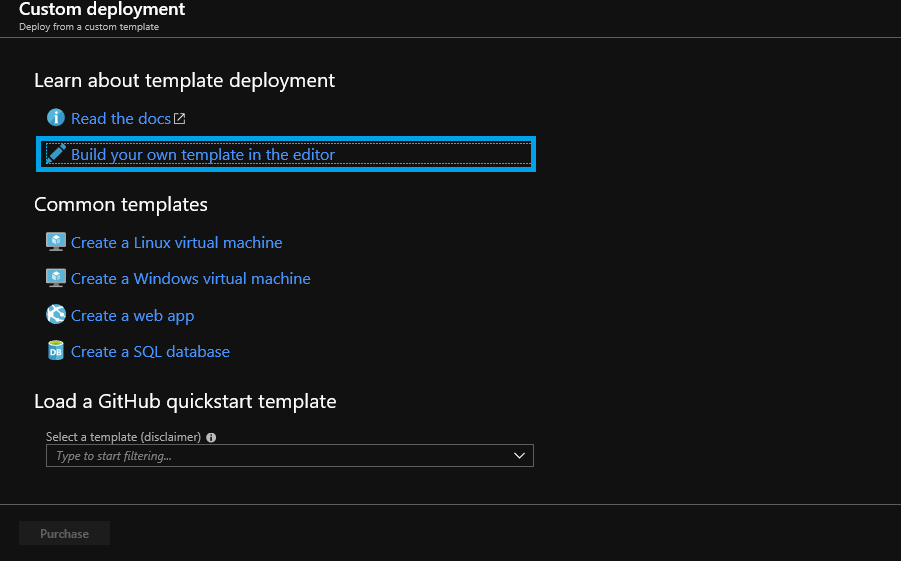 Custom deployment
Deploy from a custom template
Learn about template deployment
Read the docs
Build your own template in the editor
Common templates
Create a Linux virtual machine
Create a Windows virtual machine
Create a web app
DB Create a SQL database
Load a GitHub quickstart template
Select a template (disclaimer)
Type to start filtering...
Purchase